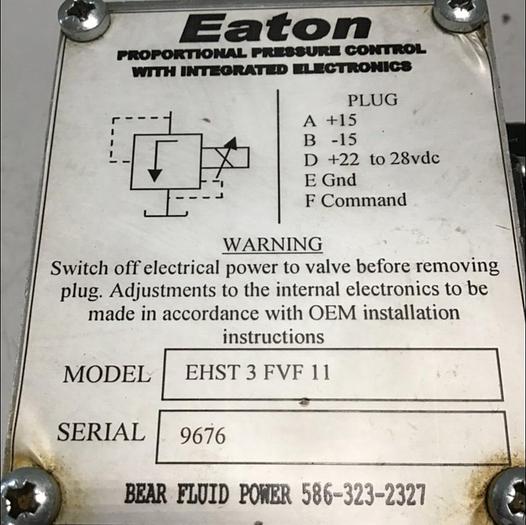 Eaton
PROPORTIONAL PRESSURE CONTROL
WITH INTEGRATED ELECTRONICS
PLUG
A +15
B -15
D +22 to 28vdc
E Gnd
F Command
WARNING
Switch off electrical power to valve before removing
plug. Adjustments to the internal electronics to be
made in accordance with OEM installation
instructions
MODEL EHST 3 FVF 11
SERIAL 9676
BEAR FLUID POWER 586-323-2327